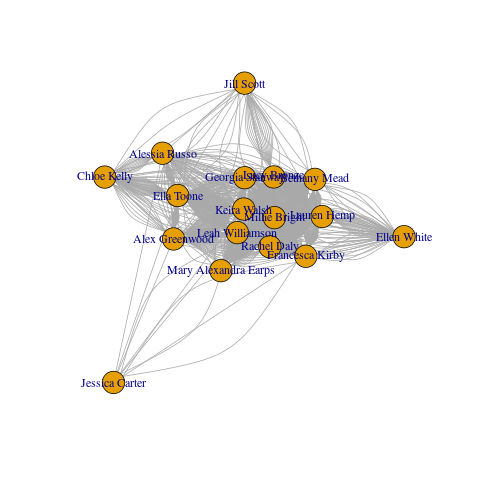 Jill Scott
Alessia Russo
Chloe Kelly
Georgia Stanway
Lucy Bronze
Bethany Mead
Ella Toone
Keira Walsh
Millie Bright
Lauren Hemp
Alex Greenwood
Leah Williamson
Ellen White
Rachel Daly
Francesca Kirby
Mary Alexandra Earps
Jessica Carter